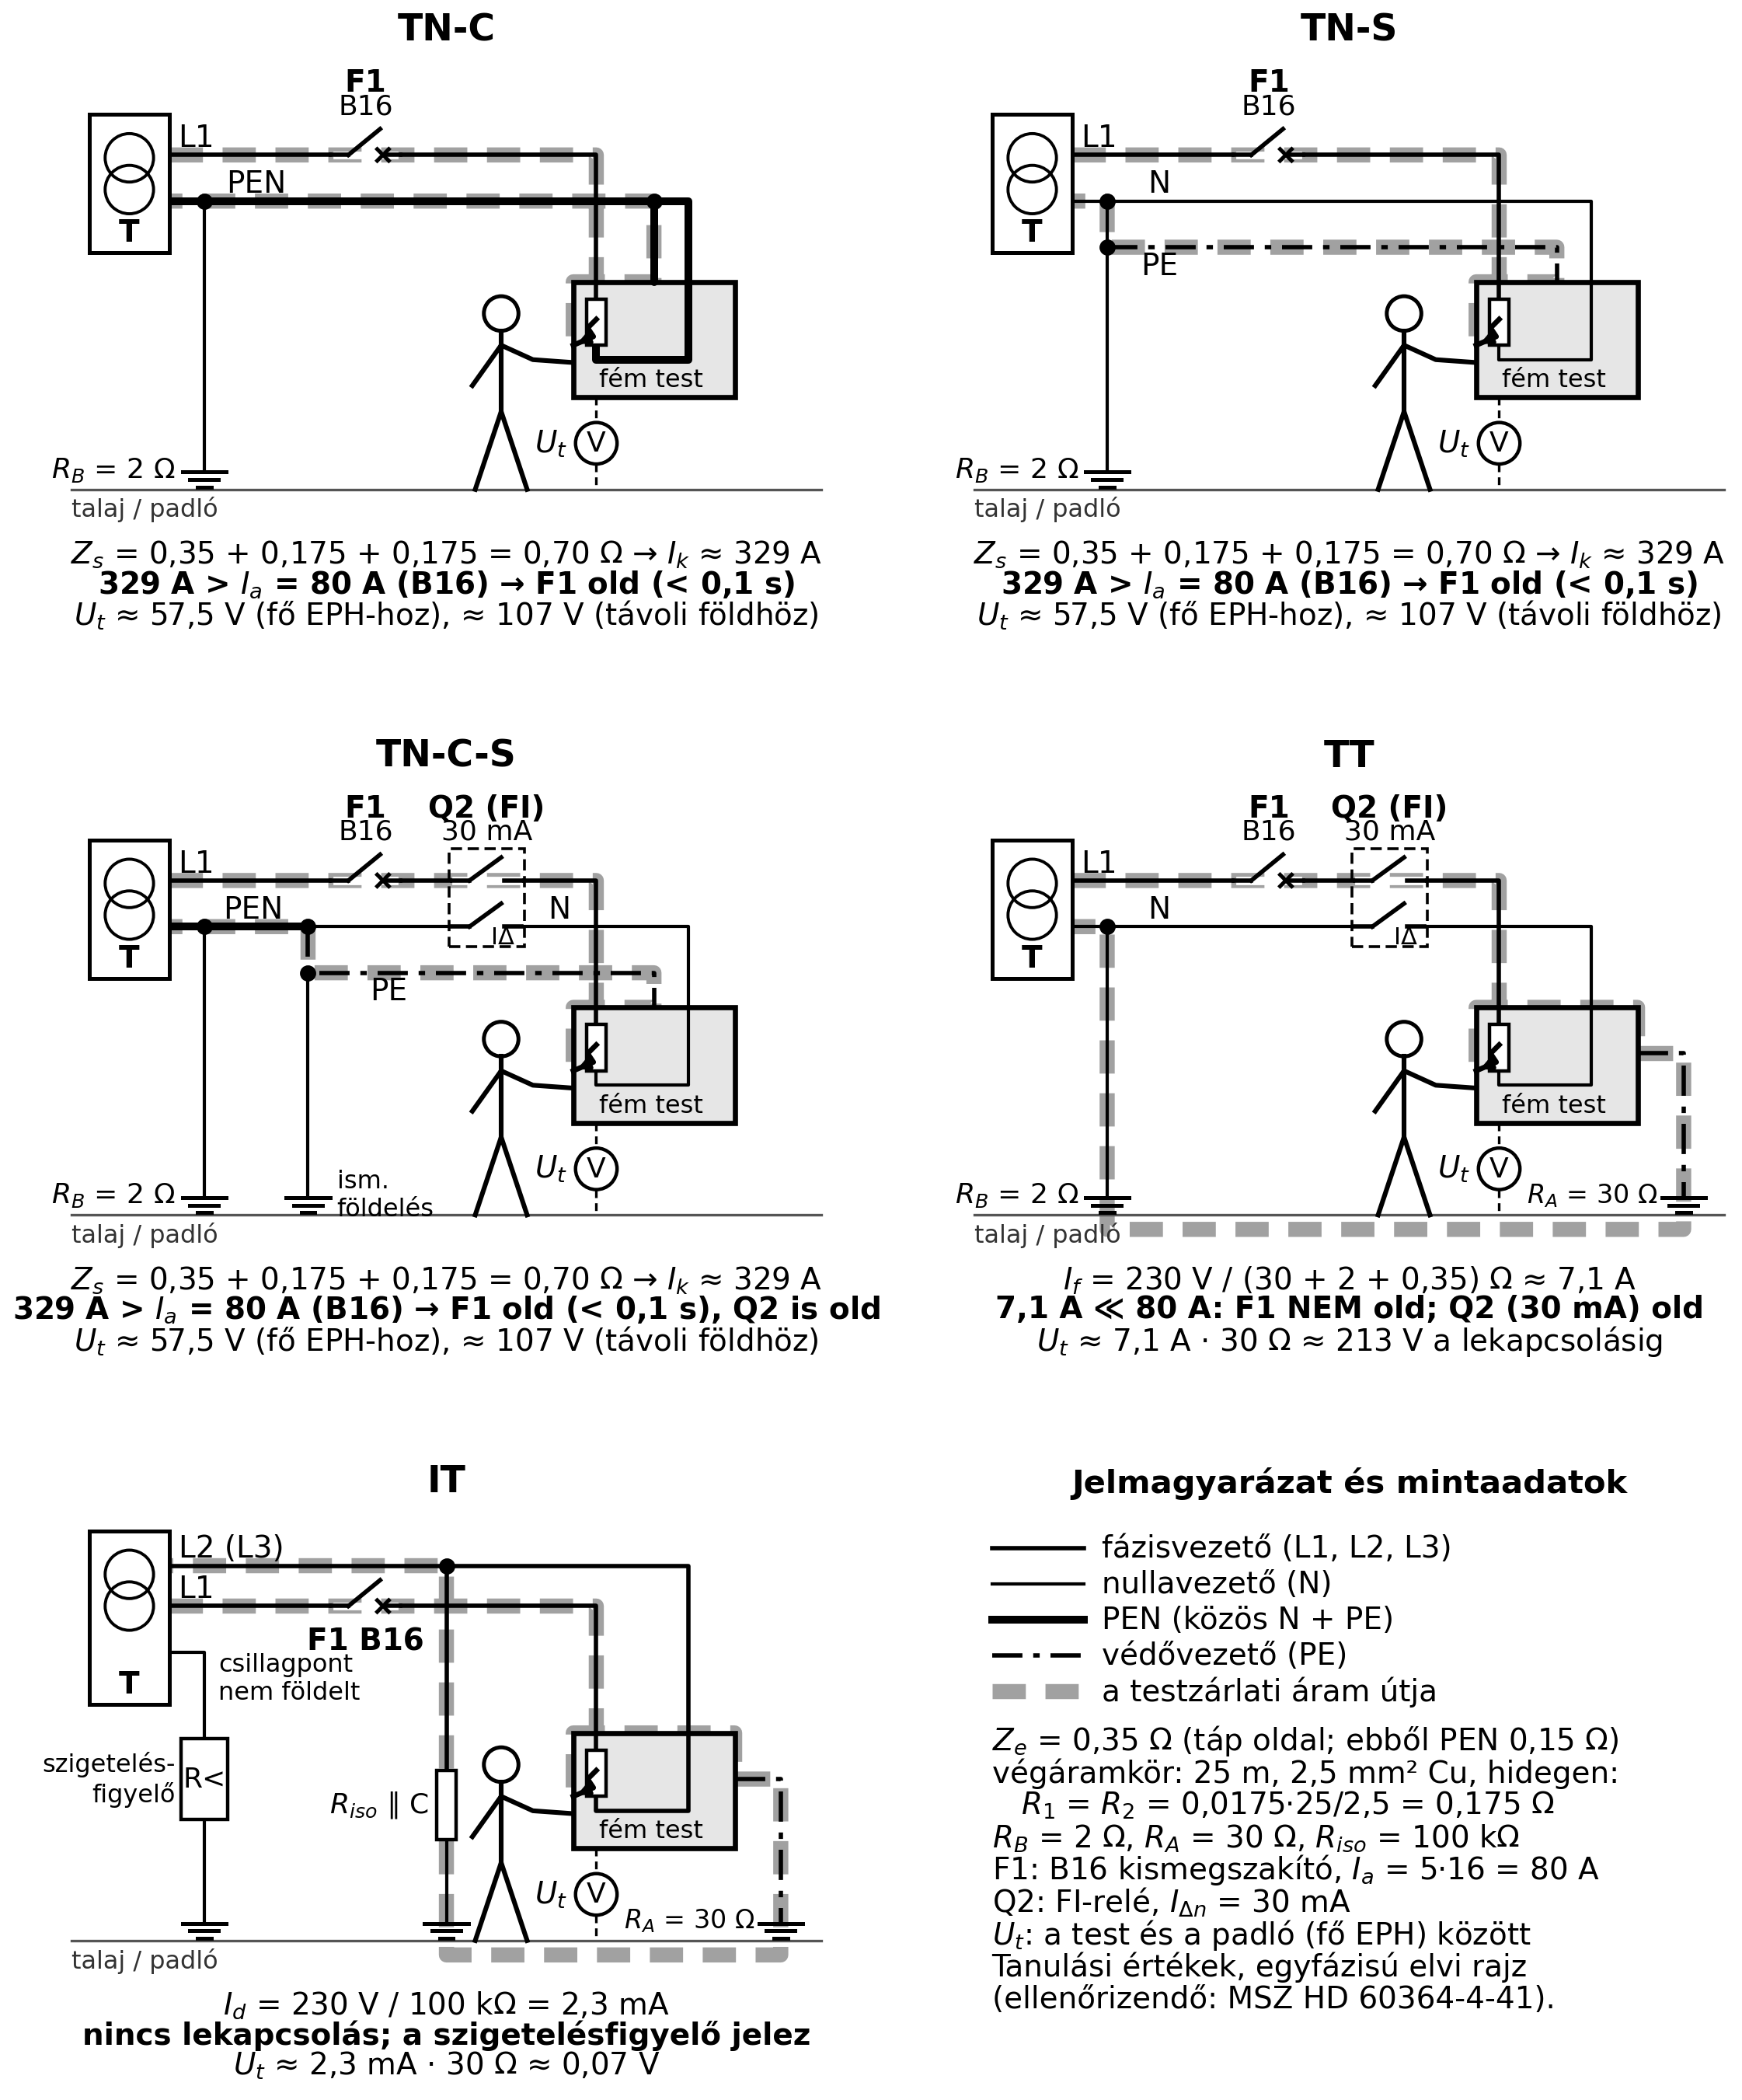 TN-C
F1
B16
L1
PEN
T
fém test
U_t
V
R_B = 2 Ω
talaj / padló
Z_s = 0,35 + 0,175 + 0,175 = 0,70 Ω → I_k ≈ 329 A
329 A > I_a = 80 A (B16) → F1 old (< 0,1 s)
U_t ≈ 57,5 V (fő EPH-hoz), ≈ 107 V (távoli földhöz)
TN-S
F1
B16
L1
N
T
PE
fém test
U_t
V
R_B = 2 Ω
talaj / padló
Z_s = 0,35 + 0,175 + 0,175 = 0,70 Ω → I_k ≈ 329 A
329 A > I_a = 80 A (B16) → F1 old (< 0,1 s)
U_t ≈ 57,5 V (fő EPH-hoz), ≈ 107 V (távoli földhöz)
TN-C-S
F1
B16
Q2 (FI)
30 mA
L1
PEN
N
IΔ
T
PE
fém test
U_t
V
R_B = 2 Ω
ism.
földelés
talaj / padló
Z_s = 0,35 + 0,175 + 0,175 = 0,70 Ω → I_k ≈ 329 A
329 A > I_a = 80 A (B16) → F1 old (< 0,1 s), Q2 is old
U_t ≈ 57,5 V (fő EPH-hoz), ≈ 107 V (távoli földhöz)
TT
F1
B16
Q2 (FI)
30 mA
L1
N
IΔ
T
fém test
U_t
V
R_B = 2 Ω
R_A = 30 Ω
talaj / padló
I_f = 230 V / (30 + 2 + 0,35) Ω ≈ 7,1 A
7,1 A ≪ 80 A: F1 NEM old; Q2 (30 mA) old
U_t ≈ 7,1 A · 30 Ω ≈ 213 V a lekapcsolásig
IT
L2 (L3)
L1
F1 B16
csillagpont
nem földelt
T
szigetelés-
figyelő
R<
R_iso ∥ C
fém test
U_t
V
R_A = 30 Ω
talaj / padló
I_d = 230 V / 100 kΩ = 2,3 mA
nincs lekapcsolás; a szigetelésfigyelő jelez
U_t ≈ 2,3 mA · 30 Ω ≈ 0,07 V
Jelmagyarázat és mintaadatok
fázisvezető (L1, L2, L3)
nullavezető (N)
PEN (közös N + PE)
védővezető (PE)
a testzárlati áram útja
Z_e = 0,35 Ω (táp oldal; ebből PEN 0,15 Ω)
végáramkör: 25 m, 2,5 mm² Cu, hidegen:
R_1 = R_2 = 0,0175·25/2,5 = 0,175 Ω
R_B = 2 Ω, R_A = 30 Ω, R_iso = 100 kΩ
F1: B16 kismegszakító, I_a = 5·16 = 80 A
Q2: FI-relé, I_Δn = 30 mA
U_t: a test és a padló (fő EPH) között
Tanulási értékek, egyfázisú elvi rajz
(ellenőrizendő: MSZ HD 60364-4-41).